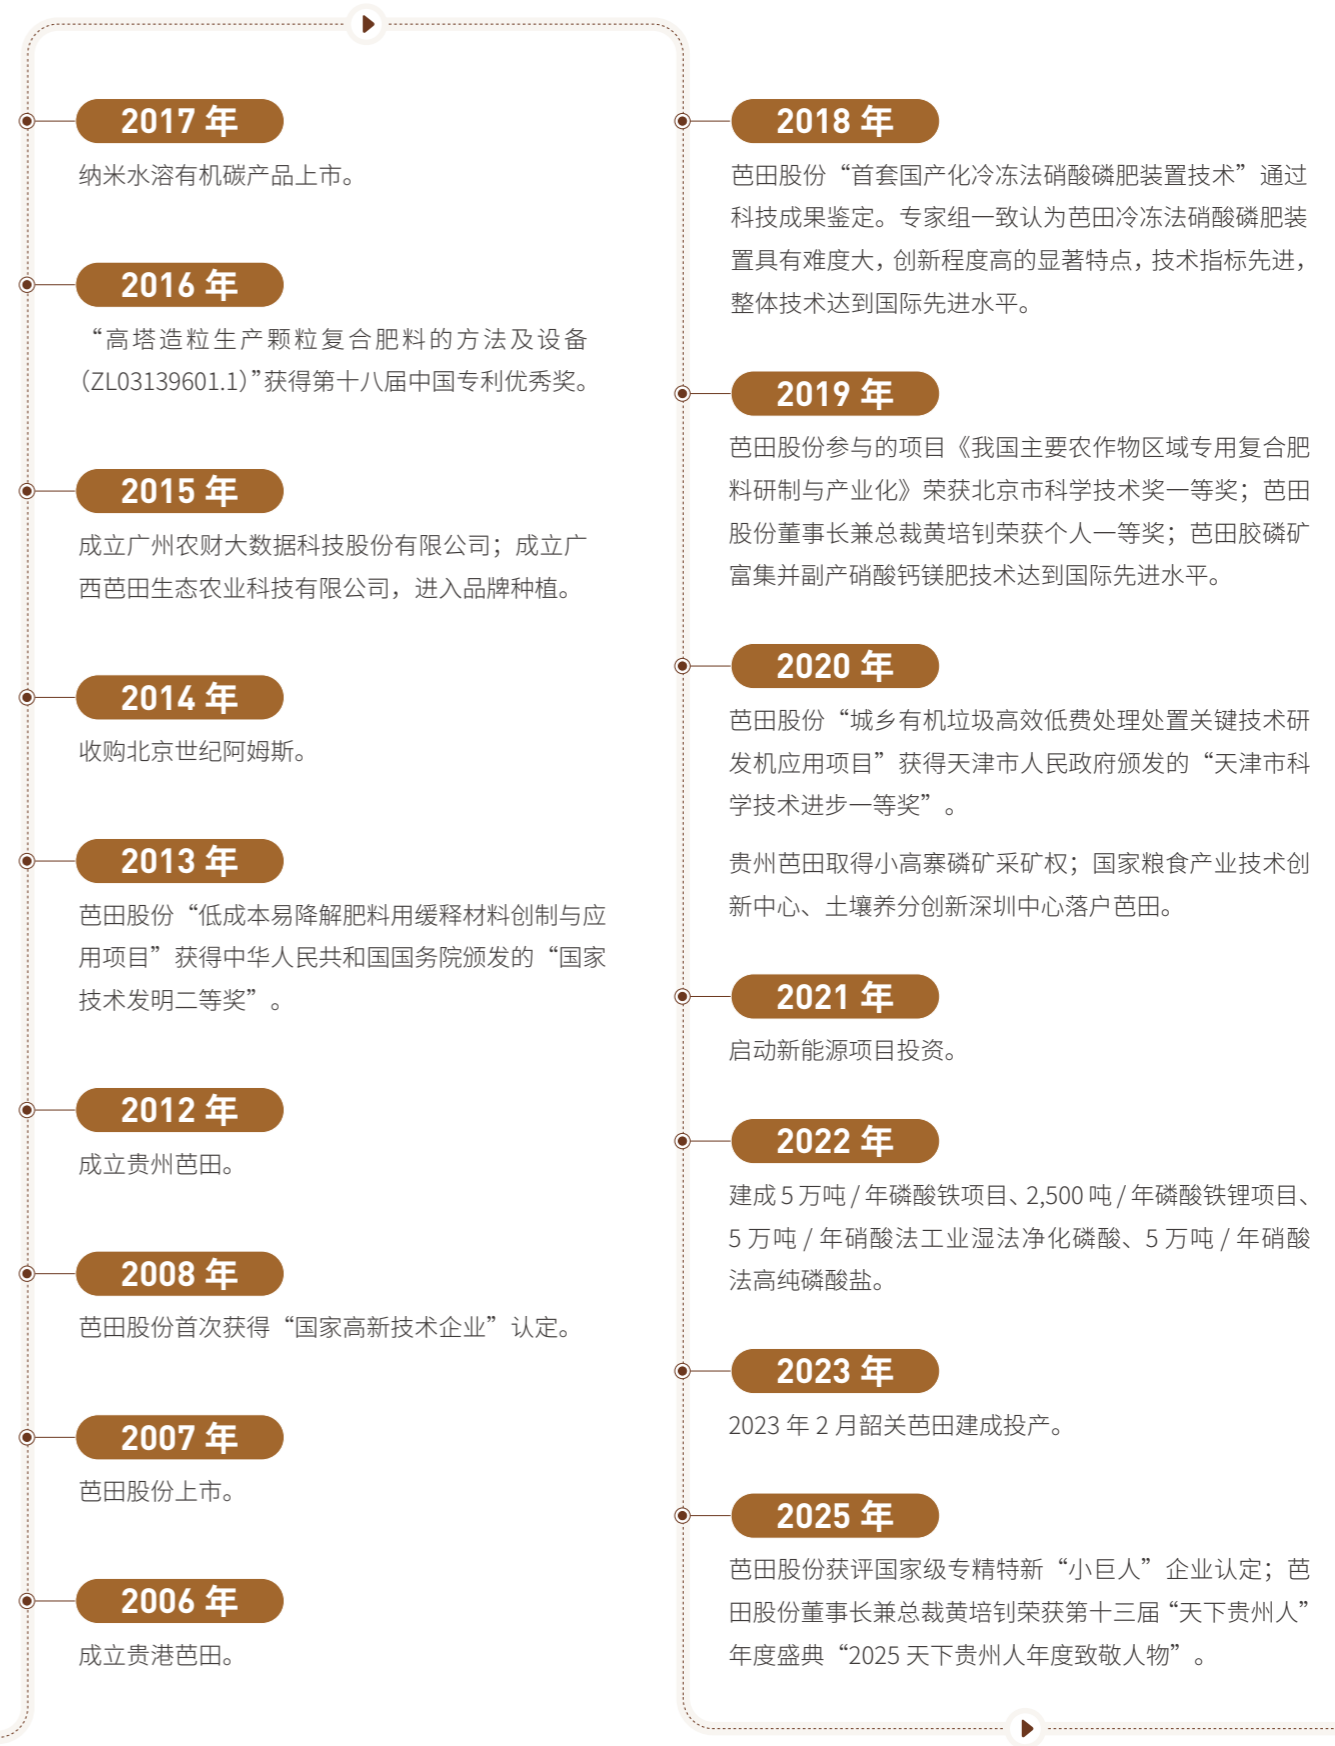 2017 年
纳米水溶有机碳产品上市。
2016 年
“高塔造粒生产颗粒复合肥料的方法及设备
（ZL03139601.1）”获得第十八届中国专利优秀奖。
2015 年
成立广州农财大数据科技股份有限公司；成立广
西芭田生态农业科技有限公司，进入品牌种植。
2014 年
收购北京世纪阿姆斯。
2013 年
芭田股份“低成本易降解肥料用缓释材料创制与应
用项目”获得中华人民共和国国务院颁发的“国家
技术发明二等奖”。
2012 年
成立贵州芭田。
2008 年
芭田股份首次获得“国家高新技术企业”认定。
2007 年
芭田股份上市。
2006 年
成立贵港芭田。
2018 年
芭田股份“首套国产化冷冻法硝酸磷肥装置技术”通过
科技成果鉴定。专家组一致认为芭田冷冻法硝酸磷肥装
置具有难度大，创新程度高的显著特点，技术指标先进，
整体技术达到国际先进水平。
2019 年
芭田股份参与的项目《我国主要农作物区域专用复合肥
料研制与产业化》荣获北京市科学技术奖一等奖；芭田
股份董事长兼总裁黄培钊荣获个人一等奖；芭田胶磷矿
富集并副产硝酸钙镁肥技术达到国际先进水平。
2020 年
芭田股份“城乡有机垃圾高效低费处理处置关键技术研
发机应用项目”获得天津市人民政府颁发的“天津市科
学技术进步一等奖”。
贵州芭田取得小高寨磷矿采矿权；国家粮食产业技术创
新中心、土壤养分创新深圳中心落户芭田。
2021 年
启动新能源项目投资。
2022 年
建成 5 万吨 / 年磷酸铁项目、2,500 吨 / 年磷酸铁锂项目、
5 万吨 / 年硝酸法工业湿法净化磷酸、5 万吨 / 年硝酸
法高纯磷酸盐。
2023 年
2023 年 2 月韶关芭田建成投产。
2025 年
芭田股份获评国家级专精特新“小巨人”企业认定；芭
田股份董事长兼总裁黄培钊荣获第十三届“天下贵州人”
年度盛典“2025 天下贵州人年度致敬人物”。